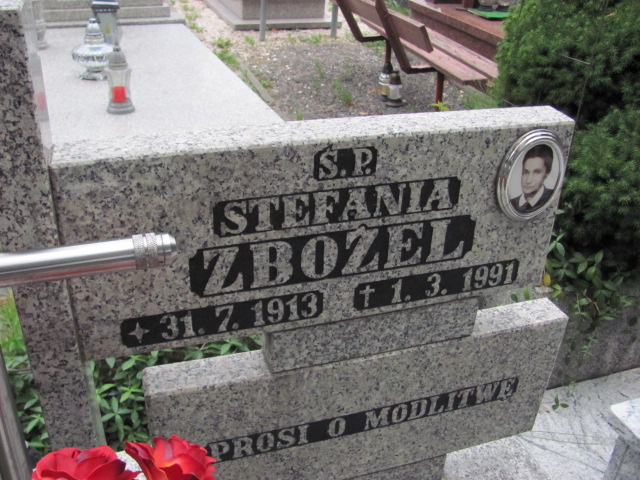 Ś.P.
STEFANIA
ZBOŻEL
31.7.1913 ✝ 1.3.1991
PROSI O MODLITWĘ